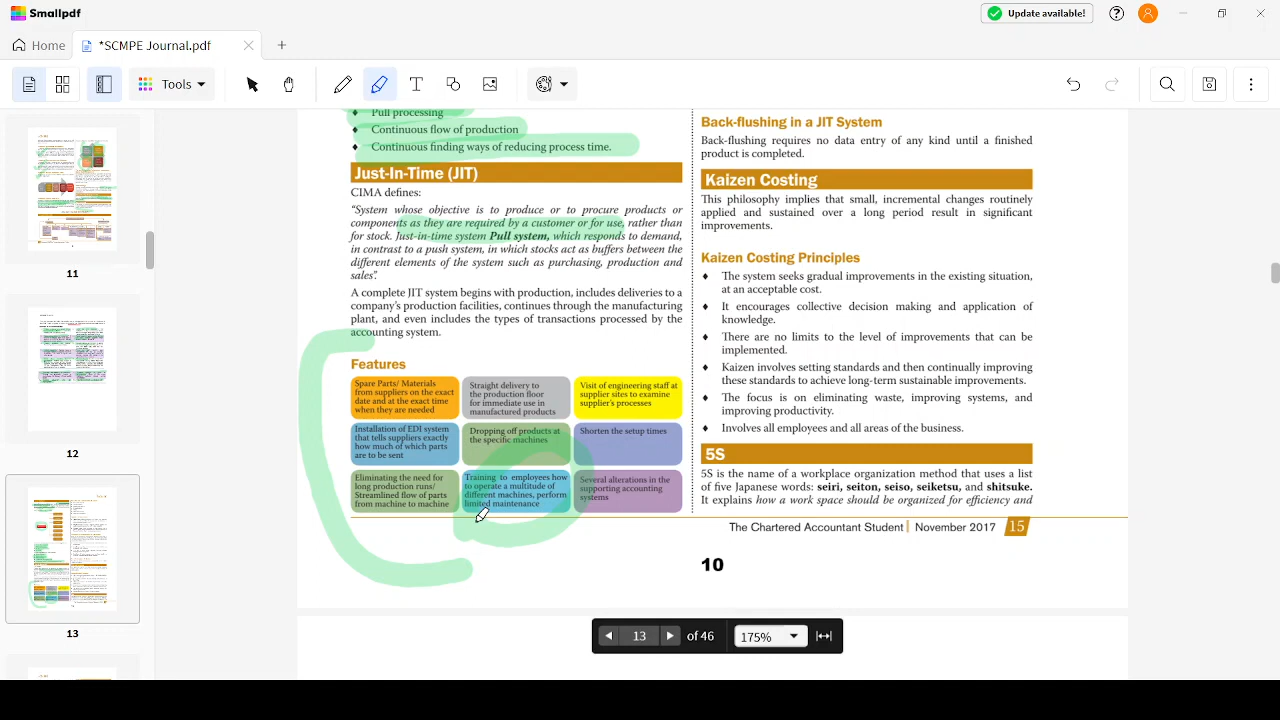 Smallpdf
Update available!
Home
*SCMPE Journal.pdf
Tools
11
12
13
Pull processing
Continuous flow of production
Continuous finding ways of reducing process time.
Just-In-Time (JIT)
CIMA defines:
"System whose objective is to produce or to procure products or
components as they are required by a customer or for use, rather than
for stock. Just-in-time system Pull system, which responds to demand,
in contrast to a push system, in which stocks act as buffers between the
different elements of the system such as purchasing, production and
sales".
A complete JIT system begins with production, includes deliveries to a
company's production facilities, continues through the manufacturing
plant, and even includes the types of transactions processed by the
accounting system.
Features
Spare Parts/ Materials
from suppliers on the exact
date and at the exact time
when they are needed
Straight delivery to
the production floor
for immediate use in
manufactured products
Visit of engineering staff at
supplier sites to examine
supplier's processes
Installation of EDI system
that tells suppliers exactly
how much of which parts
are to be sent
Dropping off products at
the specific machines
Shorten the setup times
Eliminating the need for
long production runs/
Streamlined flow of parts
from machine to machine
Training to employees how
to operate a multitude of
different machines, perform
limited maintenance
Several alterations in the
supporting accounting
systems
Back-flushing in a JIT System
Back-flushing requires no data entry of any kind until a finished
product is completed.
Kaizen Costing
This philosophy implies that small, incremental changes routinely
applied and sustained over a long period result in significant
improvements.
Kaizen Costing Principles
The system seeks gradual improvements in the existing situation,
at an acceptable cost.
It encourages collective decision making and application of
knowledge.
There are no limits to the level of improvements that can be
implemented.
Kaizen involves setting standards and then continually improving
these standards to achieve long-term sustainable improvements.
The focus is on eliminating waste, improving systems, and
improving productivity.
Involves all employees and all areas of the business.
5S
5S is the name of a workplace organization method that uses a list
of five Japanese words: seiri, seiton, seiso, seiketsu, and shitsuke.
It explains how a work space should be organized for efficiency and
The Chartered Accountant Student | November 2017 15
10
13 of 46
175%